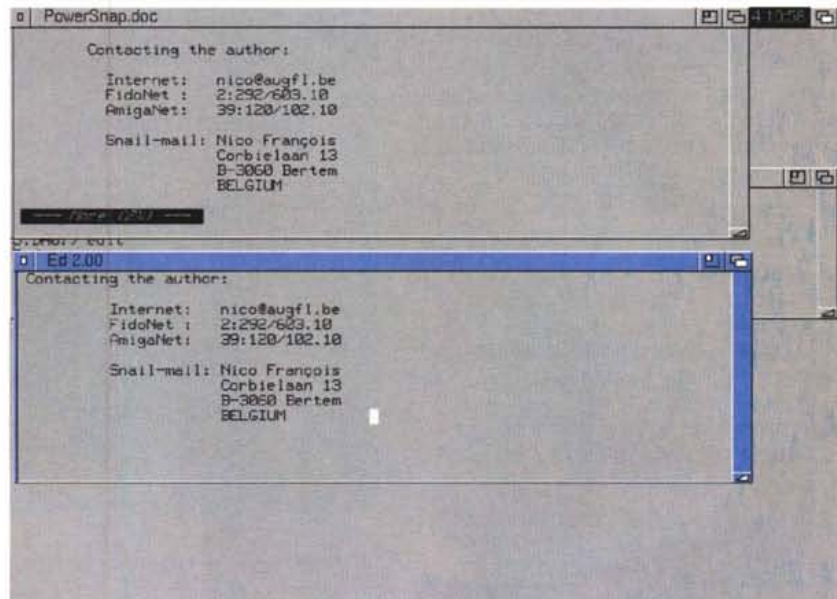 PowerSnap.doc
4:10:58
Contacting the author:
Internet: nico@augfl.be
FidoNet : 2:292/603.10
AmigaNet: 39:120/102.10
Snail-mail: Nico François
Corbielaan 13
B-3060 Bertem
BELGIUM
Ed 2.00
Contacting the author:
Internet: nico@augfl.be
FidoNet : 2:292/603.10
AmigaNet: 39:120/102.10
Snail-mail: Nico François
Corbielaan 13
B-3060 Bertem
BELGIUM